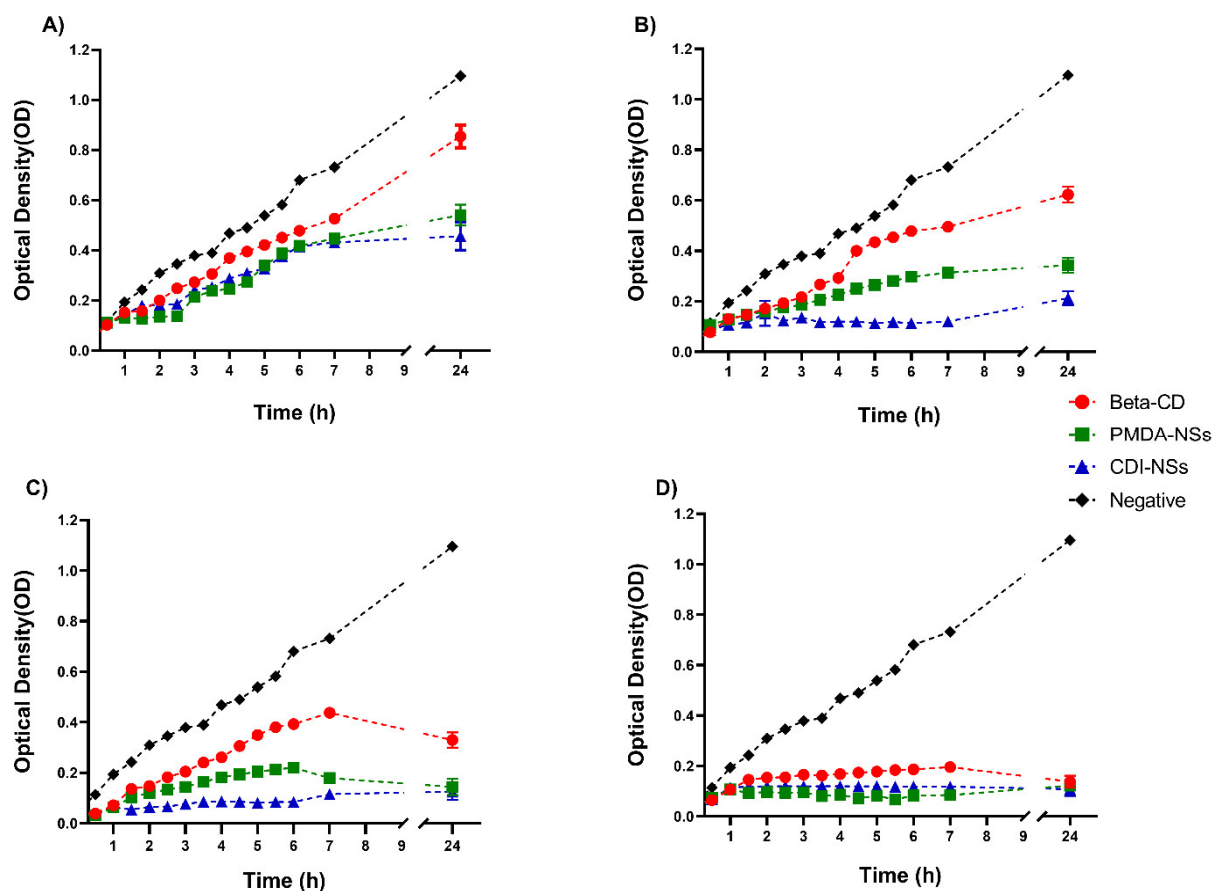 A)
1.2
1.0
0.8
0.6
0.4
0.2
0.0
Optical Density(OD)
1 2 3 4 5 6 7 8 9 24
Time (h)
B)
1.2
1.0
0.8
0.6
0.4
0.2
0.0
Optical Density(OD)
1 2 3 4 5 6 7 8 9 24
Time (h)
Beta-CD
PMDA-NSs
CDI-NSs
Negative
C)
1.2
1.0
0.8
0.6
0.4
0.2
0.0
Optical Density(OD)
1 2 3 4 5 6 7 8 9 24
Time (h)
D)
1.2
1.0
0.8
0.6
0.4
0.2
0.0
Optical Density(OD)
1 2 3 4 5 6 7 8 9 24
Time (h)